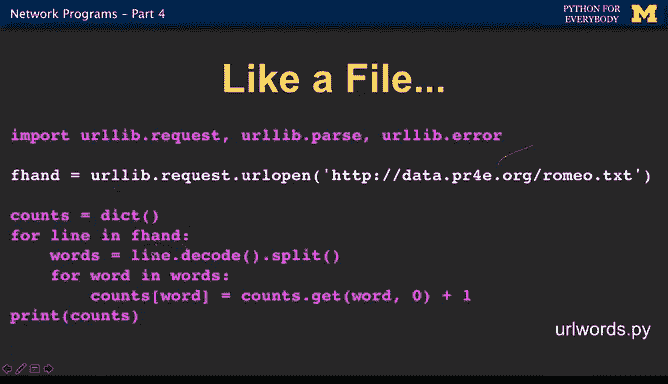 Network Programs - Part 4
PYTHON FOR
EVERYBODY
M
Like a File...
import urllib.request, urllib.parse, urllib.error
fhand = urllib.request.urlopen('http://data.pr4e.org/romeo.txt')
counts = dict()
for line in fhand:
    words = line.decode().split()
    for word in words:
        counts[word] = counts.get(word, 0) + 1
print(counts)
urlwords.py